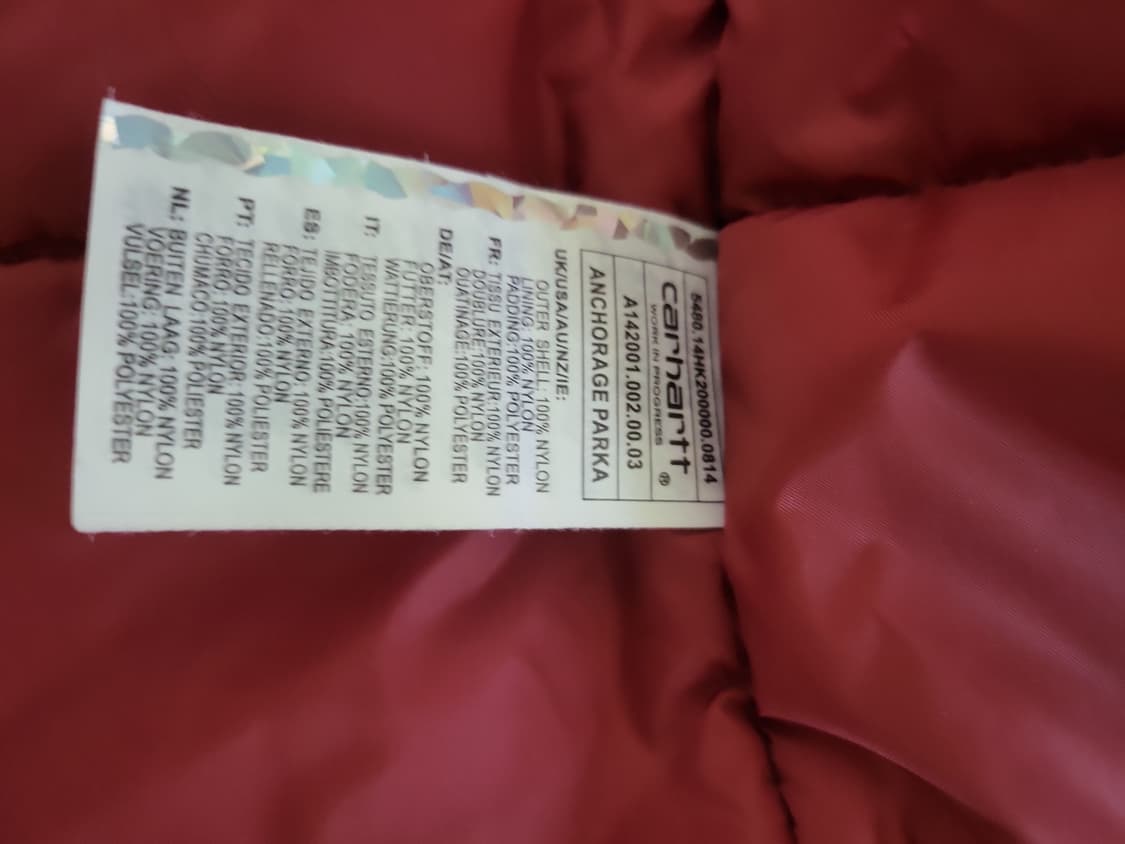 5480.14HK200000.0814
carhartt ®
WORK IN PROGRESS
A142001.002.00.03
ANCHORAGE PARKA
UK/USA/AU/NZ/IE:
OUTER SHELL: 100% NYLON
LINING: 100% NYLON
PADDING:100% POLYESTER
FR: TISSU EXTERIEUR:100% NYLON
DOUBLURE:100% NYLON
OUATINAGE:100% POLYESTER
DE/AT:
OBERSTOFF: 100% NYLON
FUTTER: 100% NYLON
WATTIERUNG:100% POLYESTER
IT: TESSUTO ESTERNO:100% NYLON
FODERA: 100% NYLON
IMBOTTITURA:100% POLIESTERE
ES: TEJIDO EXTERNO: 100% NYLON
FORRO: 100% NYLON
RELLENADO:100% POLIESTER
PT: TECIDO EXTERIOR: 100% NYLON
FORRO: 100% NYLON
CHUMACO:100% POLIESTER
NL: BUITEN LAAG: 100% NYLON
VOERING: 100% NYLON
VULSEL:100% POLYESTER